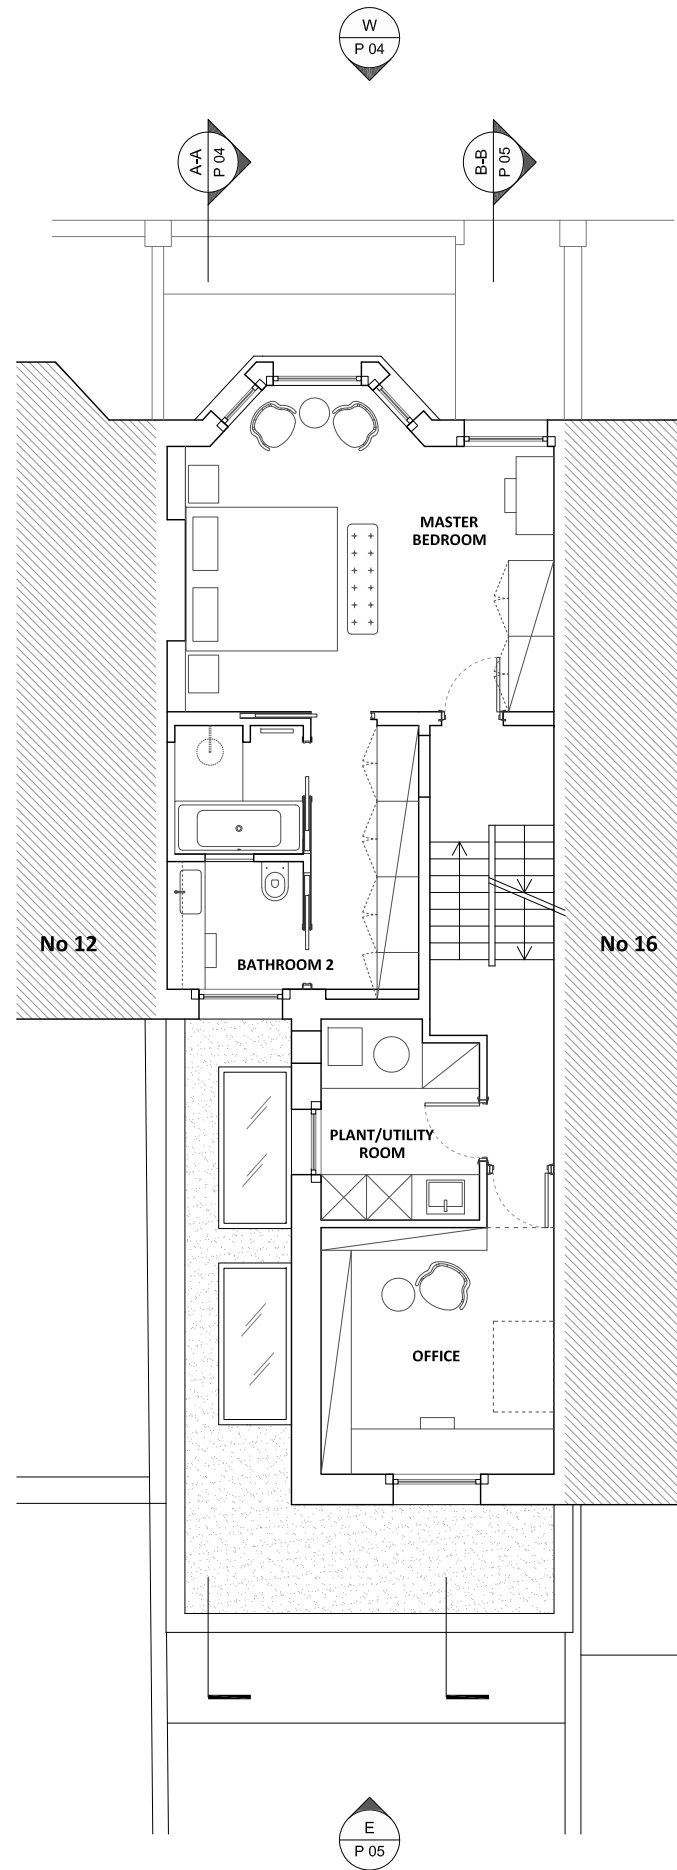 W
P 04
A-A
P 04
B-B
P 05
MASTER
BEDROOM
No 12
No 16
BATHROOM 2
PLANT/UTILITY
ROOM
OFFICE
E
P 05